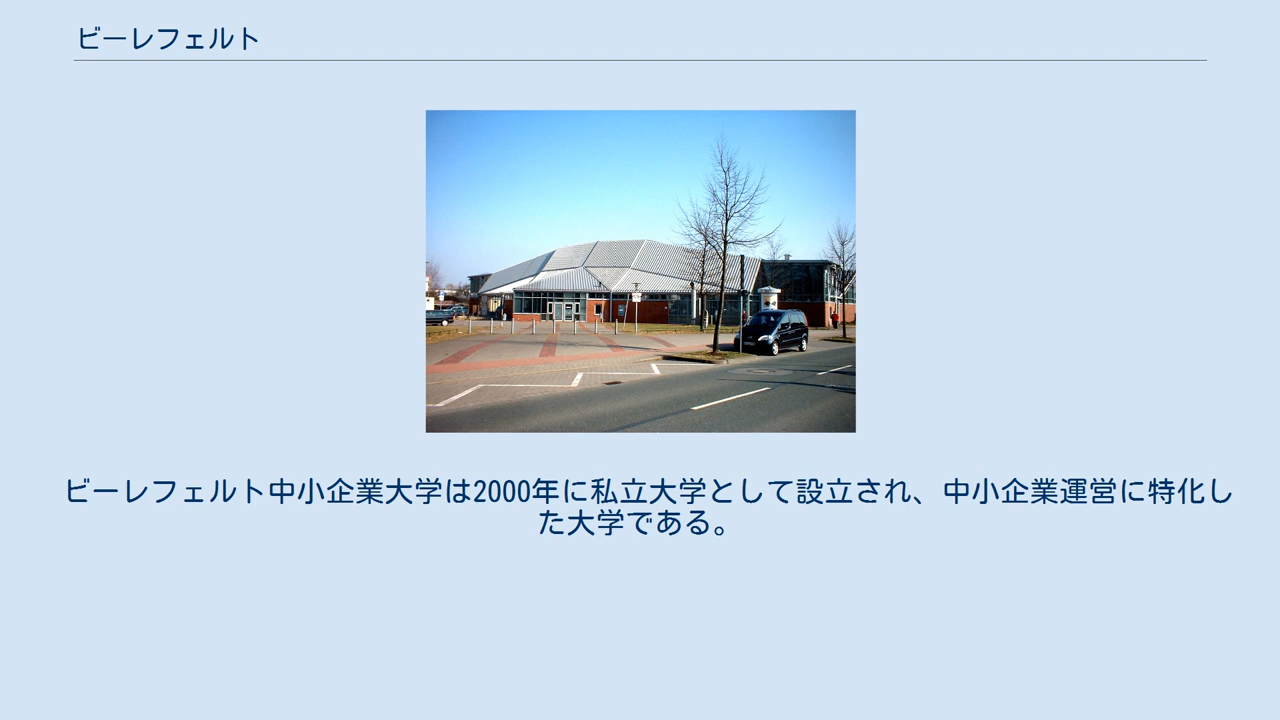 ビーレフェルト
ビーレフェルト中小企業大学は2000年に私立大学として設立され、中小企業運営に特化し
た大学である。